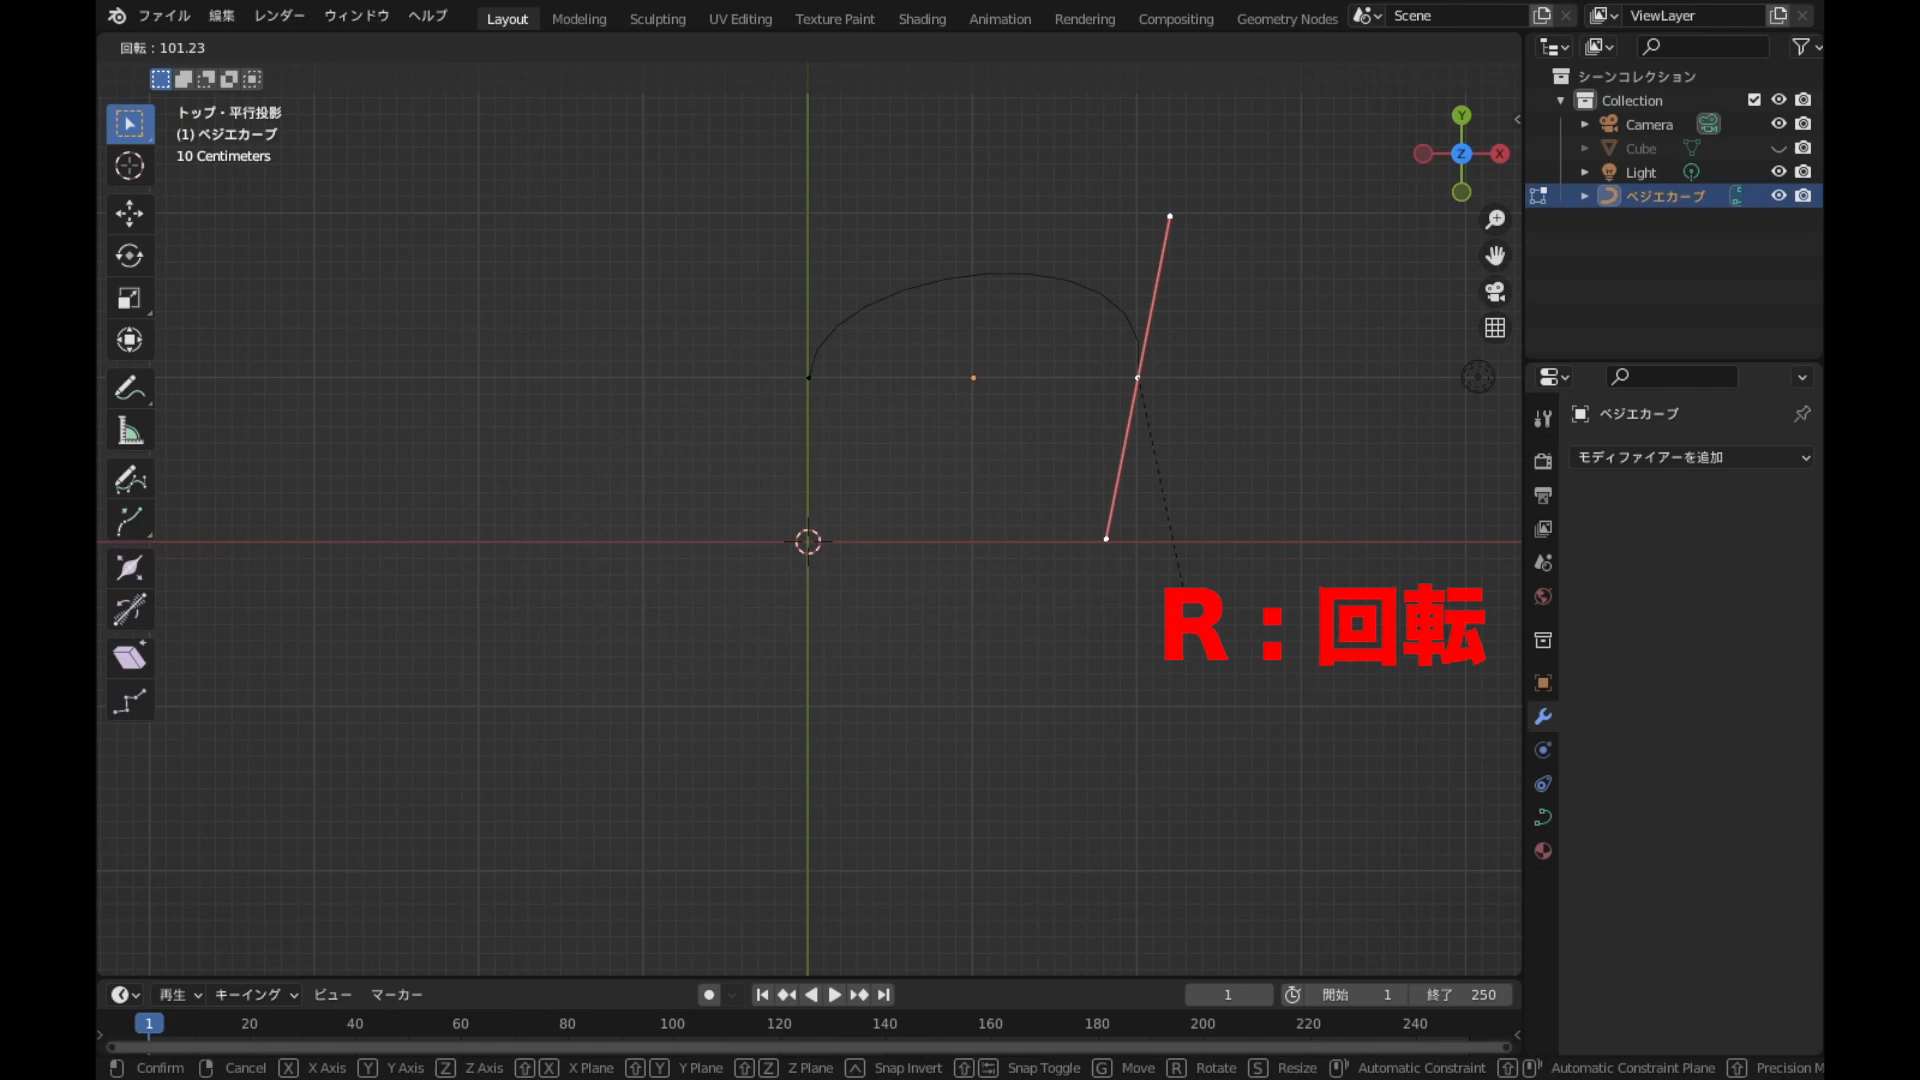 ファイル 編集 レンダー ウィンドウ ヘルプ Layout Modeling Sculpting UV Editing Texture Paint Shading Animation Rendering Compositing Geometry Nodes Scene ViewLayer
回転：101.23
トップ・平行投影
(1) ベジエカーブ
10 Centimeters
Y
Z X
シーンコレクション
Collection
Camera
Cube
Light
ベジエカーブ
ベジエカーブ
モディファイアーを追加
R：回転
再生 キーイング ビュー マーカー 1 開始 1 終了 250
1 20 40 60 80 100 120 140 160 180 200 220 240
Confirm Cancel X X Axis Y Y Axis Z Z Axis X X Plane Y Y Plane Z Z Plane Snap Invert Snap Toggle G Move R Rotate S Resize Automatic Constraint Automatic Constraint Plane Precision M